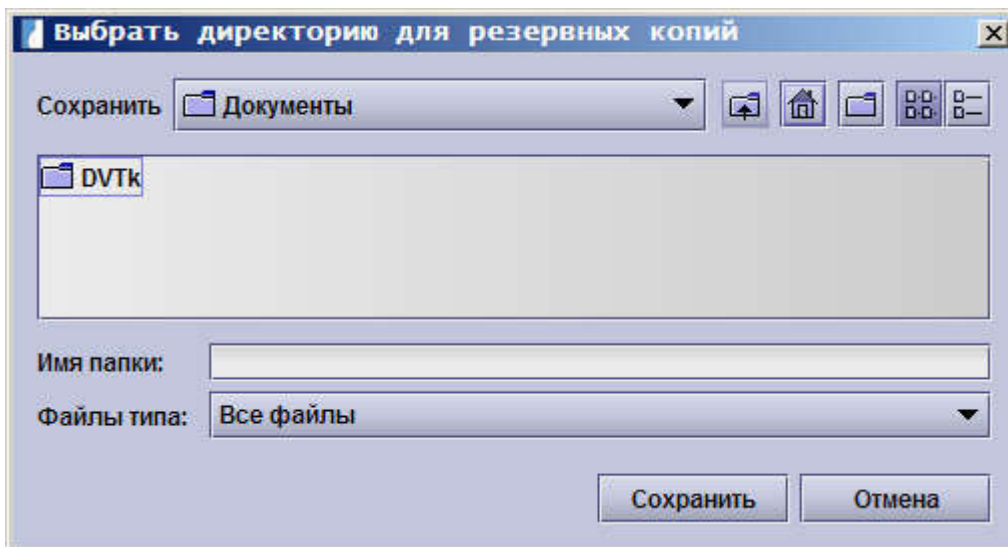 Выбрать директорию для резервных копий
Сохранить Документы
DVTk
Имя папки:
Файлы типа: Все файлы
Сохранить Отмена